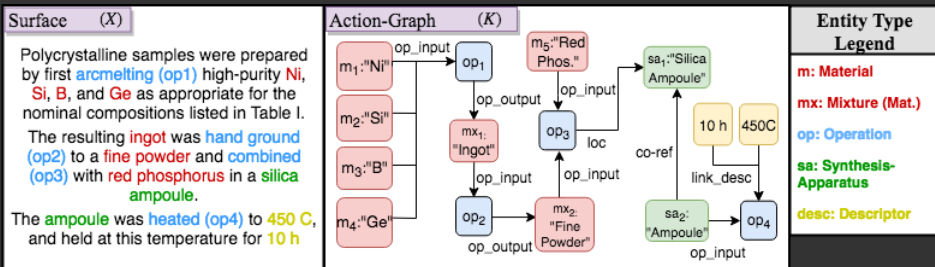 Surface (X)
Polycrystalline samples were prepared
by first arcmelting (op1) high-purity Ni,
Si, B, and Ge as appropriate for the
nominal compositions listed in Table I.
The resulting ingot was hand ground
(op2) to a fine powder and combined
(op3) with red phosphorus in a silica
ampoule.
The ampoule was heated (op4) to 450 C,
and held at this temperature for 10 h
Action-Graph (K)
m1:"Ni"
m2:"Si"
m3:"B"
m4:"Ge"
op_input
op1
op_output
mx1:
"Ingot"
op_input
op2
op_output
mx2:
"Fine
Powder"
op_input
m5:"Red
Phos."
op_input
op3
loc
sa1:"Silica
Ampoule"
co-ref
sa2:
"Ampoule"
op_input
10 h
450C
link_desc
op4
Entity Type
Legend
m: Material
mx: Mixture (Mat.)
op: Operation
sa: Synthesis-
Apparatus
desc: Descriptor